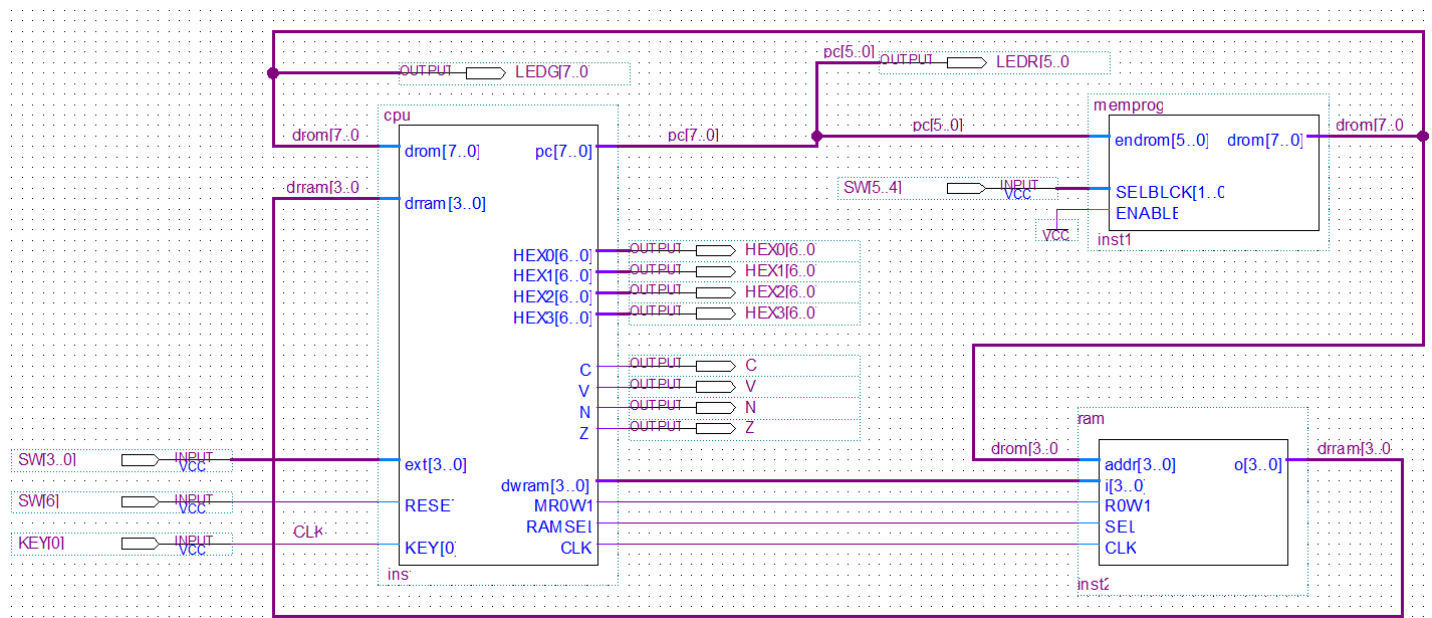 pc[5..0]
OUTPUT LEDR[5..0
OUTPUT LEDG[7..0
memprog
cpu
drom[7..0
pc[7..0]
pc[5..0]
drom[7..0
endrom[5..0] drom[7..0]
drom[7..0] pc[7..0]
drram[3..0
SW[5..4] INPUT
VCC
SELBLCK[1..0
drram[3..0]
ENABLE
VCC
inst1
HEX0[6..0] OUTPUT HEX0[6..0
HEX1[6..0] OUTPUT HEX1[6..0
HEX2[6..0] OUTPUT HEX2[6..0
HEX3[6..0] OUTPUT HEX3[6..0
C OUTPUT C
V OUTPUT V
N OUTPUT N
Z OUTPUT Z
ram
drom[3..0
drram[3..0
SW[3..0] INPUT
VCC
ext[3..0]
addr[3..0] o[3..0]
dwram[3..0]
i[3..0]
SW[6] INPUT
VCC
RESE
MR0W1
R0W1
RAMSEL
SEL
CLK
KEY[0] INPUT
VCC
KEY[0]
CLK
CLK
ins
inst2